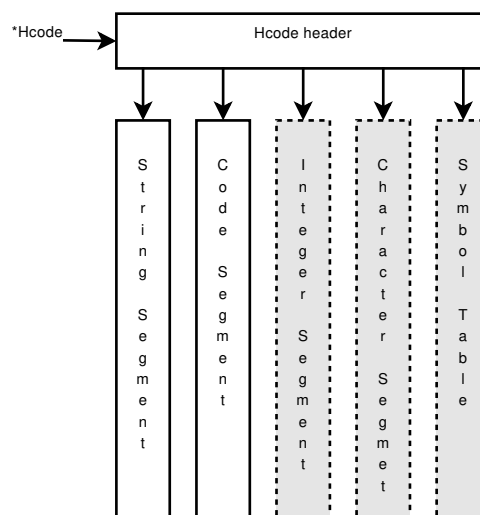 *Hcode
Hcode header
String Segment
Code Segment
Integer Segment
Character Segmet
Symbol Table